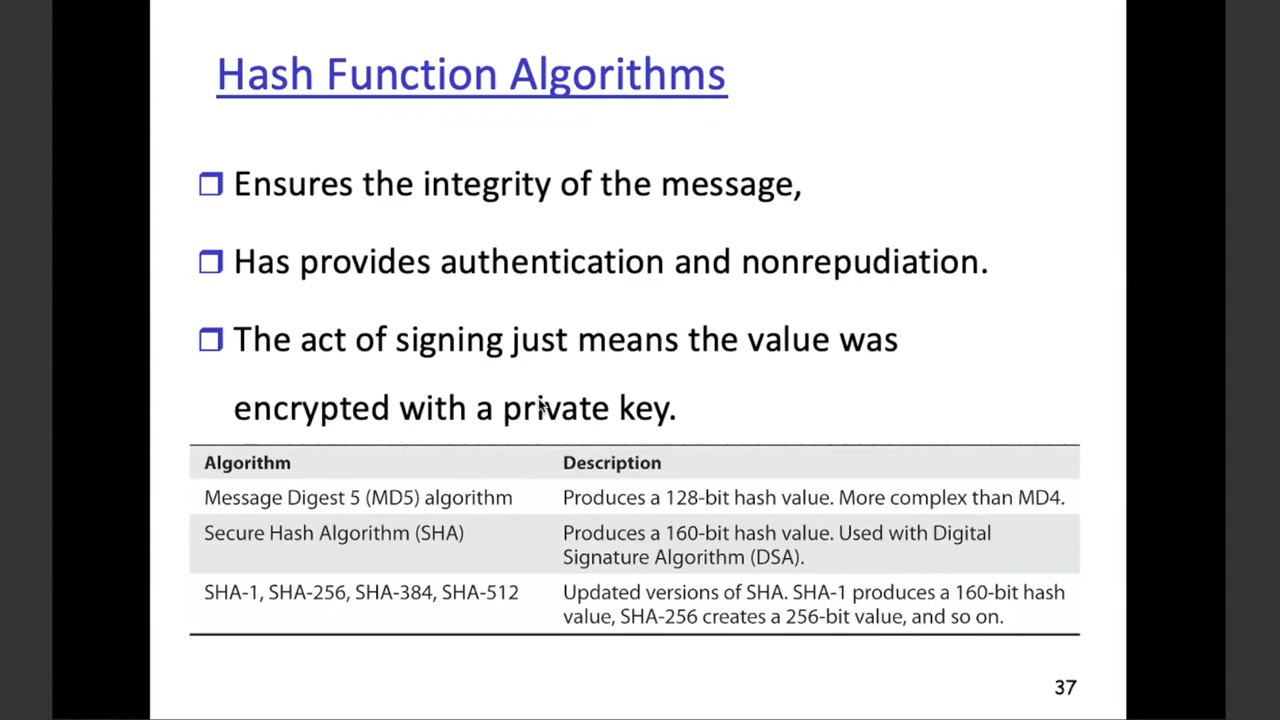 Hash Function Algorithms
Ensures the integrity of the message,
Has provides authentication and nonrepudiation.
The act of signing just means the value was
encrypted with a private key.
Algorithm Description
Message Digest 5 (MD5) algorithm Produces a 128-bit hash value. More complex than MD4.
Secure Hash Algorithm (SHA) Produces a 160-bit hash value. Used with Digital
Signature Algorithm (DSA).
SHA-1, SHA-256, SHA-384, SHA-512 Updated versions of SHA. SHA-1 produces a 160-bit hash
value, SHA-256 creates a 256-bit value, and so on.
37